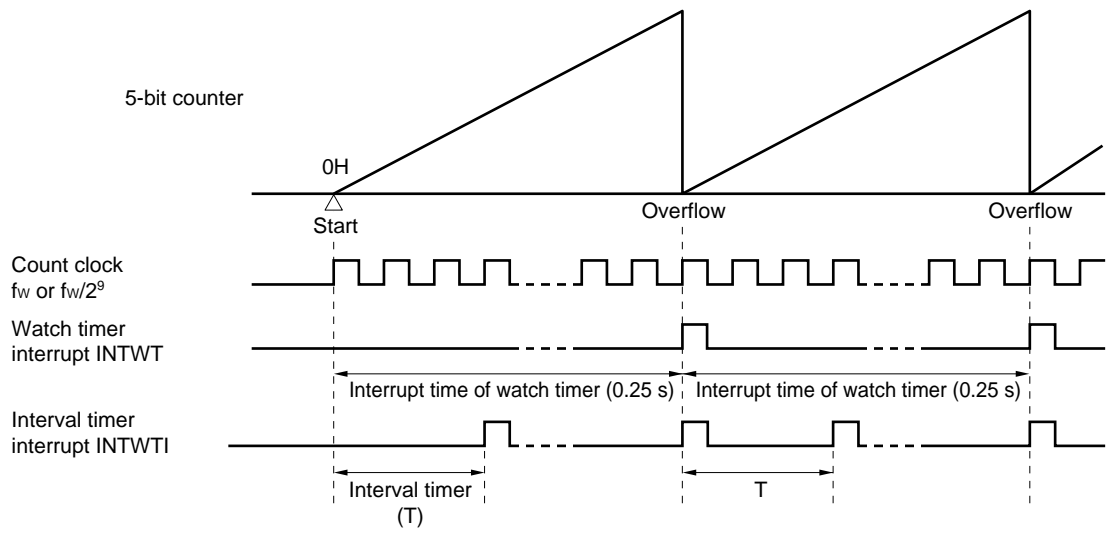 5-bit counter
0H
Start
Overflow
Overflow
Count clock
fW or fW/2⁹
Watch timer
interrupt INTWT
Interrupt time of watch timer (0.25 s)
Interrupt time of watch timer (0.25 s)
Interval timer
interrupt INTWTI
Interval timer
(T)
T